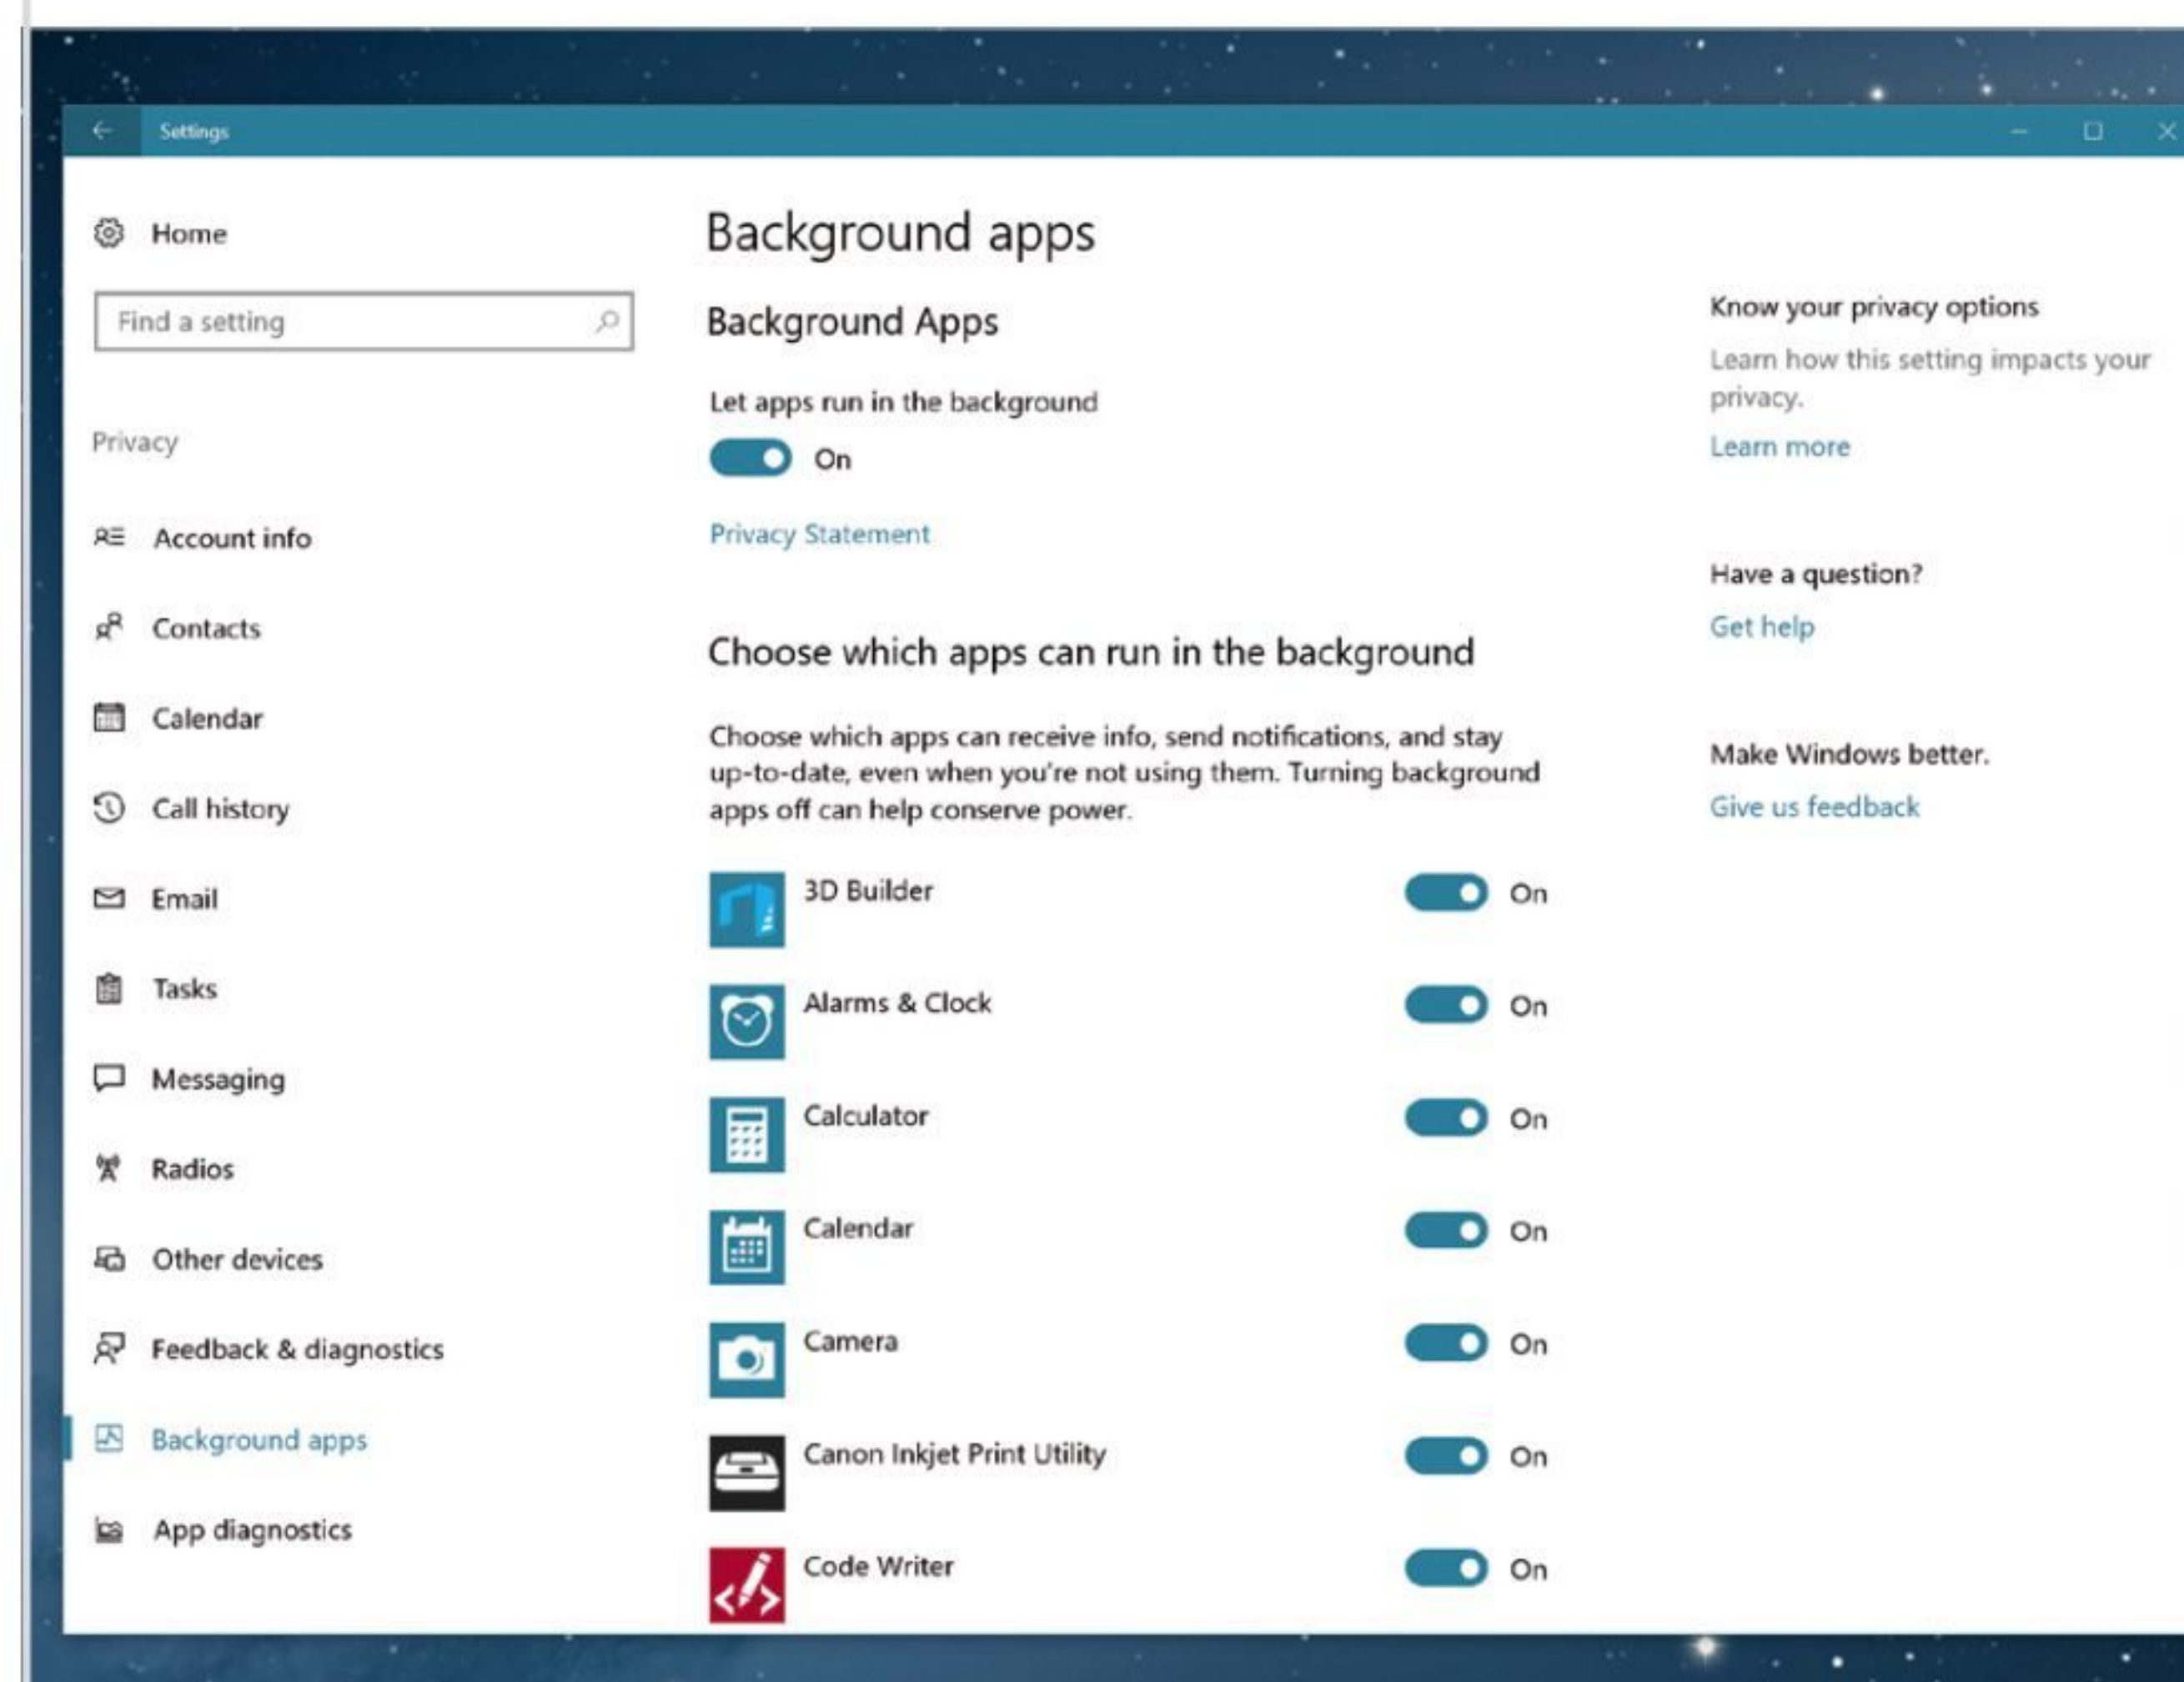 Settings
Home
Find a setting
Privacy
Account info
Contacts
Calendar
Call history
Email
Tasks
Messaging
Radios
Other devices
Feedback & diagnostics
Background apps
App diagnostics
Background apps
Background Apps
Let apps run in the background
On
Privacy Statement
Choose which apps can run in the background
Choose which apps can receive info, send notifications, and stay
up-to-date, even when you're not using them. Turning background
apps off can help conserve power.
3D Builder On
Alarms & Clock On
Calculator On
Calendar On
Camera On
Canon Inkjet Print Utility On
Code Writer On
Know your privacy options
Learn how this setting impacts your
privacy.
Learn more
Have a question?
Get help
Make Windows better.
Give us feedback